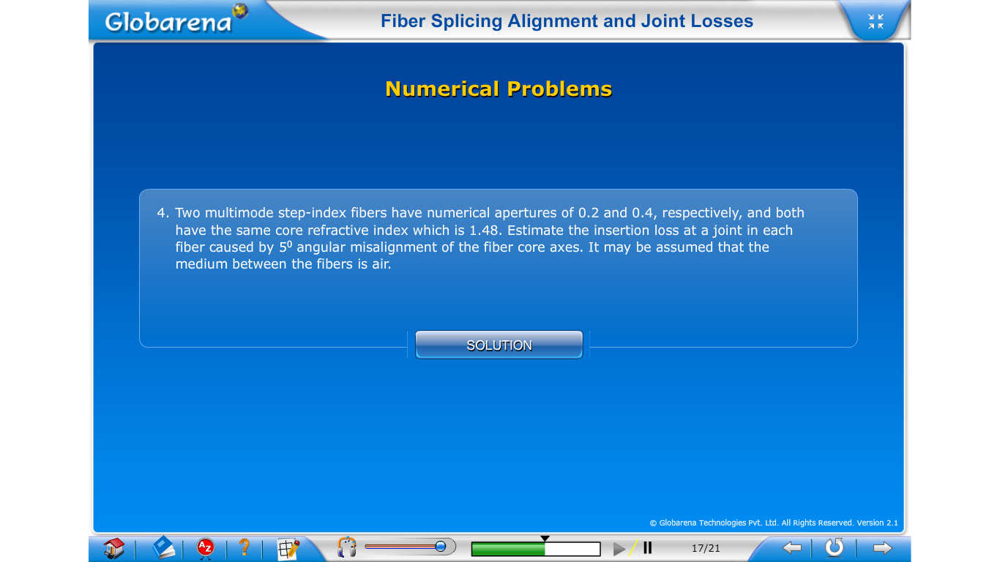 Globarena
Fiber Splicing Alignment and Joint Losses
Numerical Problems
4. Two multimode step-index fibers have numerical apertures of 0.2 and 0.4, respectively, and both
have the same core refractive index which is 1.48. Estimate the insertion loss at a joint in each
fiber caused by 5⁰ angular misalignment of the fiber core axes. It may be assumed that the
medium between the fibers is air.
SOLUTION
© Globarena Technologies Pvt. Ltd. All Rights Reserved. Version 2.1
AZ
?
17/21